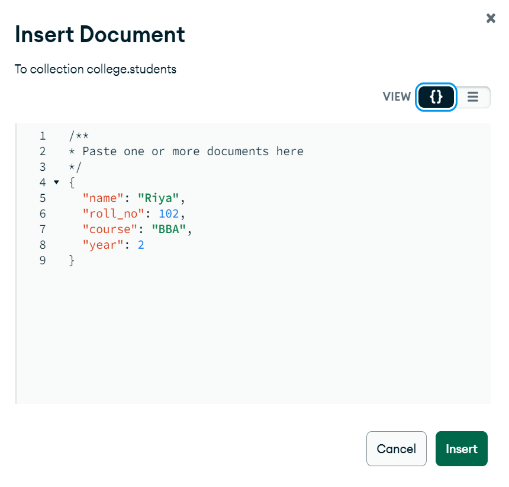 Insert Document
To collection college.students
VIEW {}
1 /**
2 * Paste one or more documents here
3 */
4 {
5 "name": "Riya",
6 "roll_no": 102,
7 "course": "BBA",
8 "year": 2
9 }
Cancel Insert